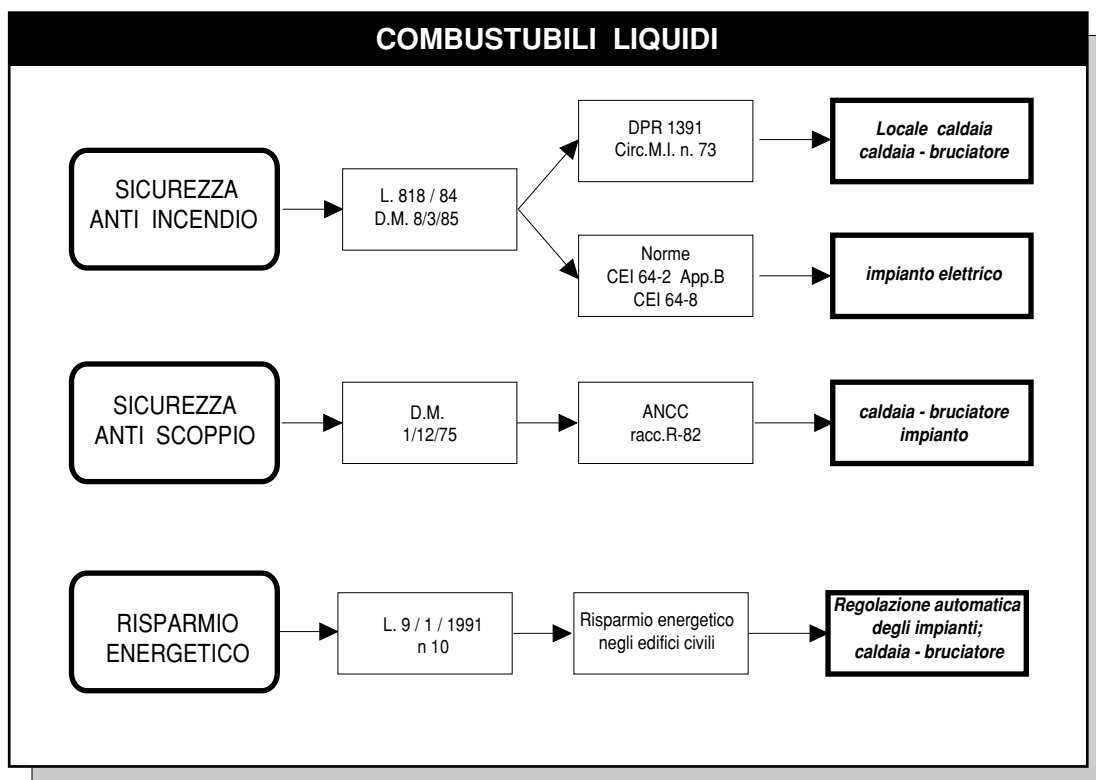 COMBUSTUBILI LIQUIDI
SICUREZZA
ANTI INCENDIO
L. 818 / 84
D.M. 8/3/85
DPR 1391
Circ.M.I. n. 73
Locale caldaia
caldaia - bruciatore
Norme
CEI 64-2 App.B
CEI 64-8
impianto elettrico
SICUREZZA
ANTI SCOPPIO
D.M.
1/12/75
ANCC
racc.R-82
caldaia - bruciatore
impianto
RISPARMIO
ENERGETICO
L. 9 / 1 / 1991
n 10
Risparmio energetico
negli edifici civili
Regolazione automatica
degli impianti;
caldaia - bruciatore